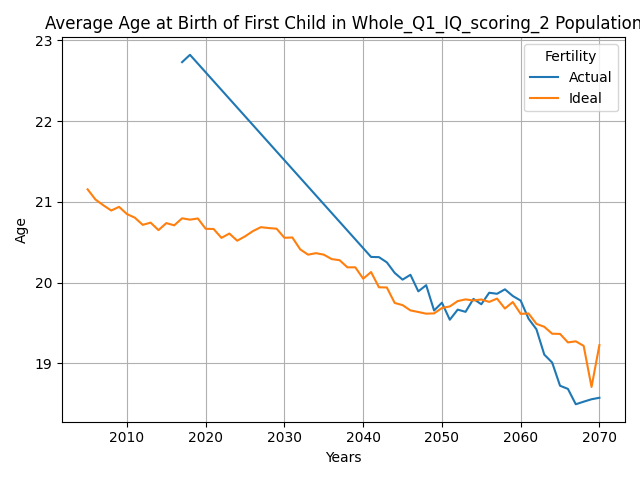 Average Age at Birth of First Child in Whole_Q1_IQ_scoring_2 Population
Fertility
Actual
Ideal
23
22
21
20
19
Age
2010 2020 2030 2040 2050 2060 2070
Years